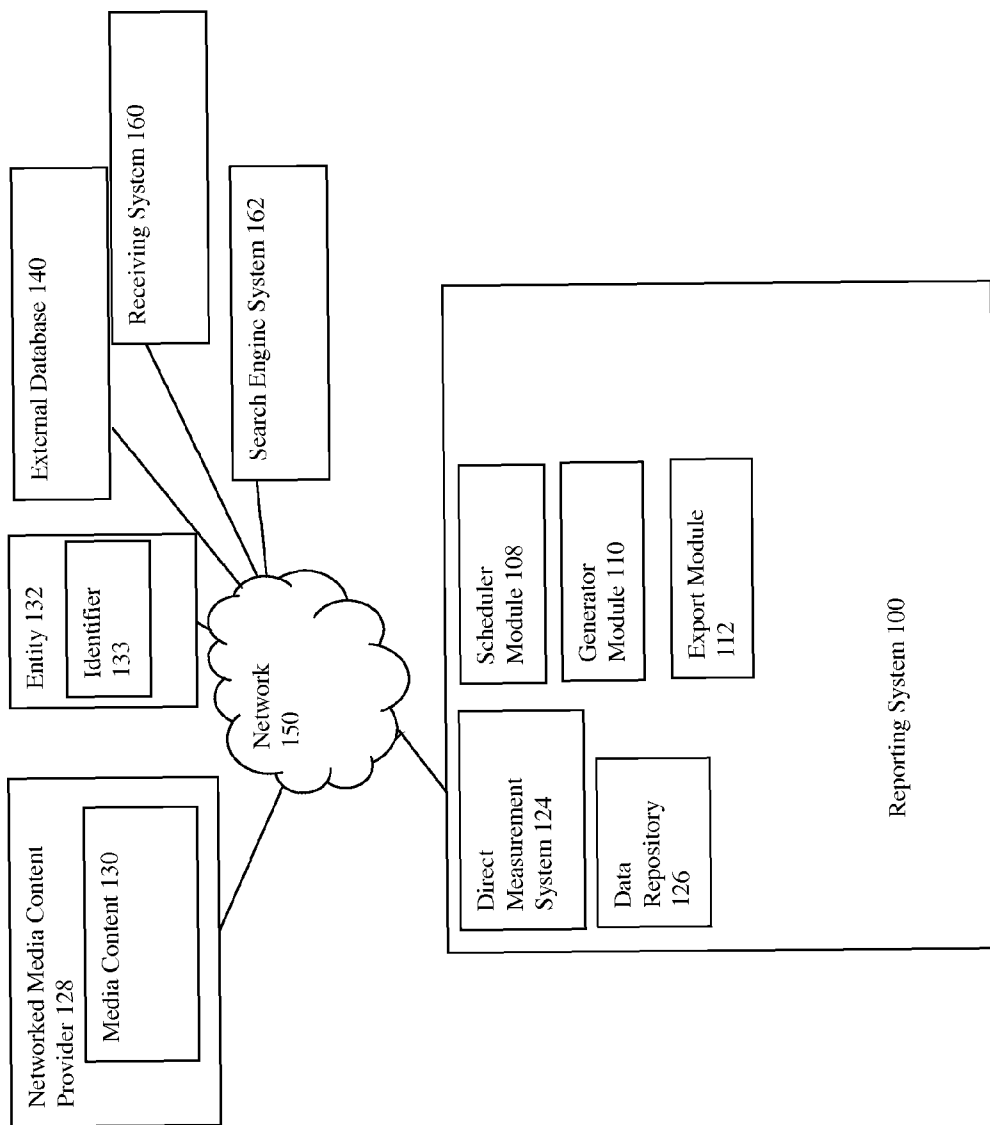 Networked Media Content
Provider 128
Media Content 130
Entity 132
Identifier
133
External Database 140
Receiving System 160
Search Engine System 162
Network
150
Direct
Measurement
System 124
Data
Repository
126
Scheduler
Module 108
Generator
Module 110
Export Module
112
Reporting System 100